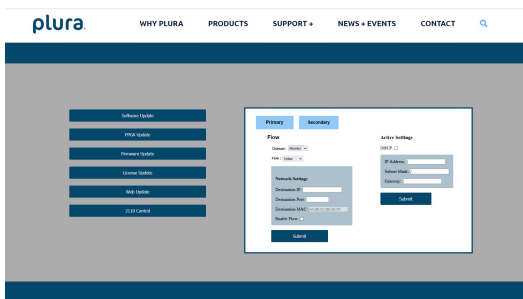 plura.
WHY PLURA
PRODUCTS
SUPPORT +
NEWS + EVENTS
CONTACT
Software Update
FPGA Update
Firmware Update
License Update
Web Update
2110 Control
Primary
Secondary
Flow
Channel: Monitor
Flow : Video
Network Settings
Destination IP:
Destination Port:
Destination MAC:
Enable Flow:
Submit
Active Settings
DHCP:
IP Address:
Subnet Mask:
Gateway:
Submit